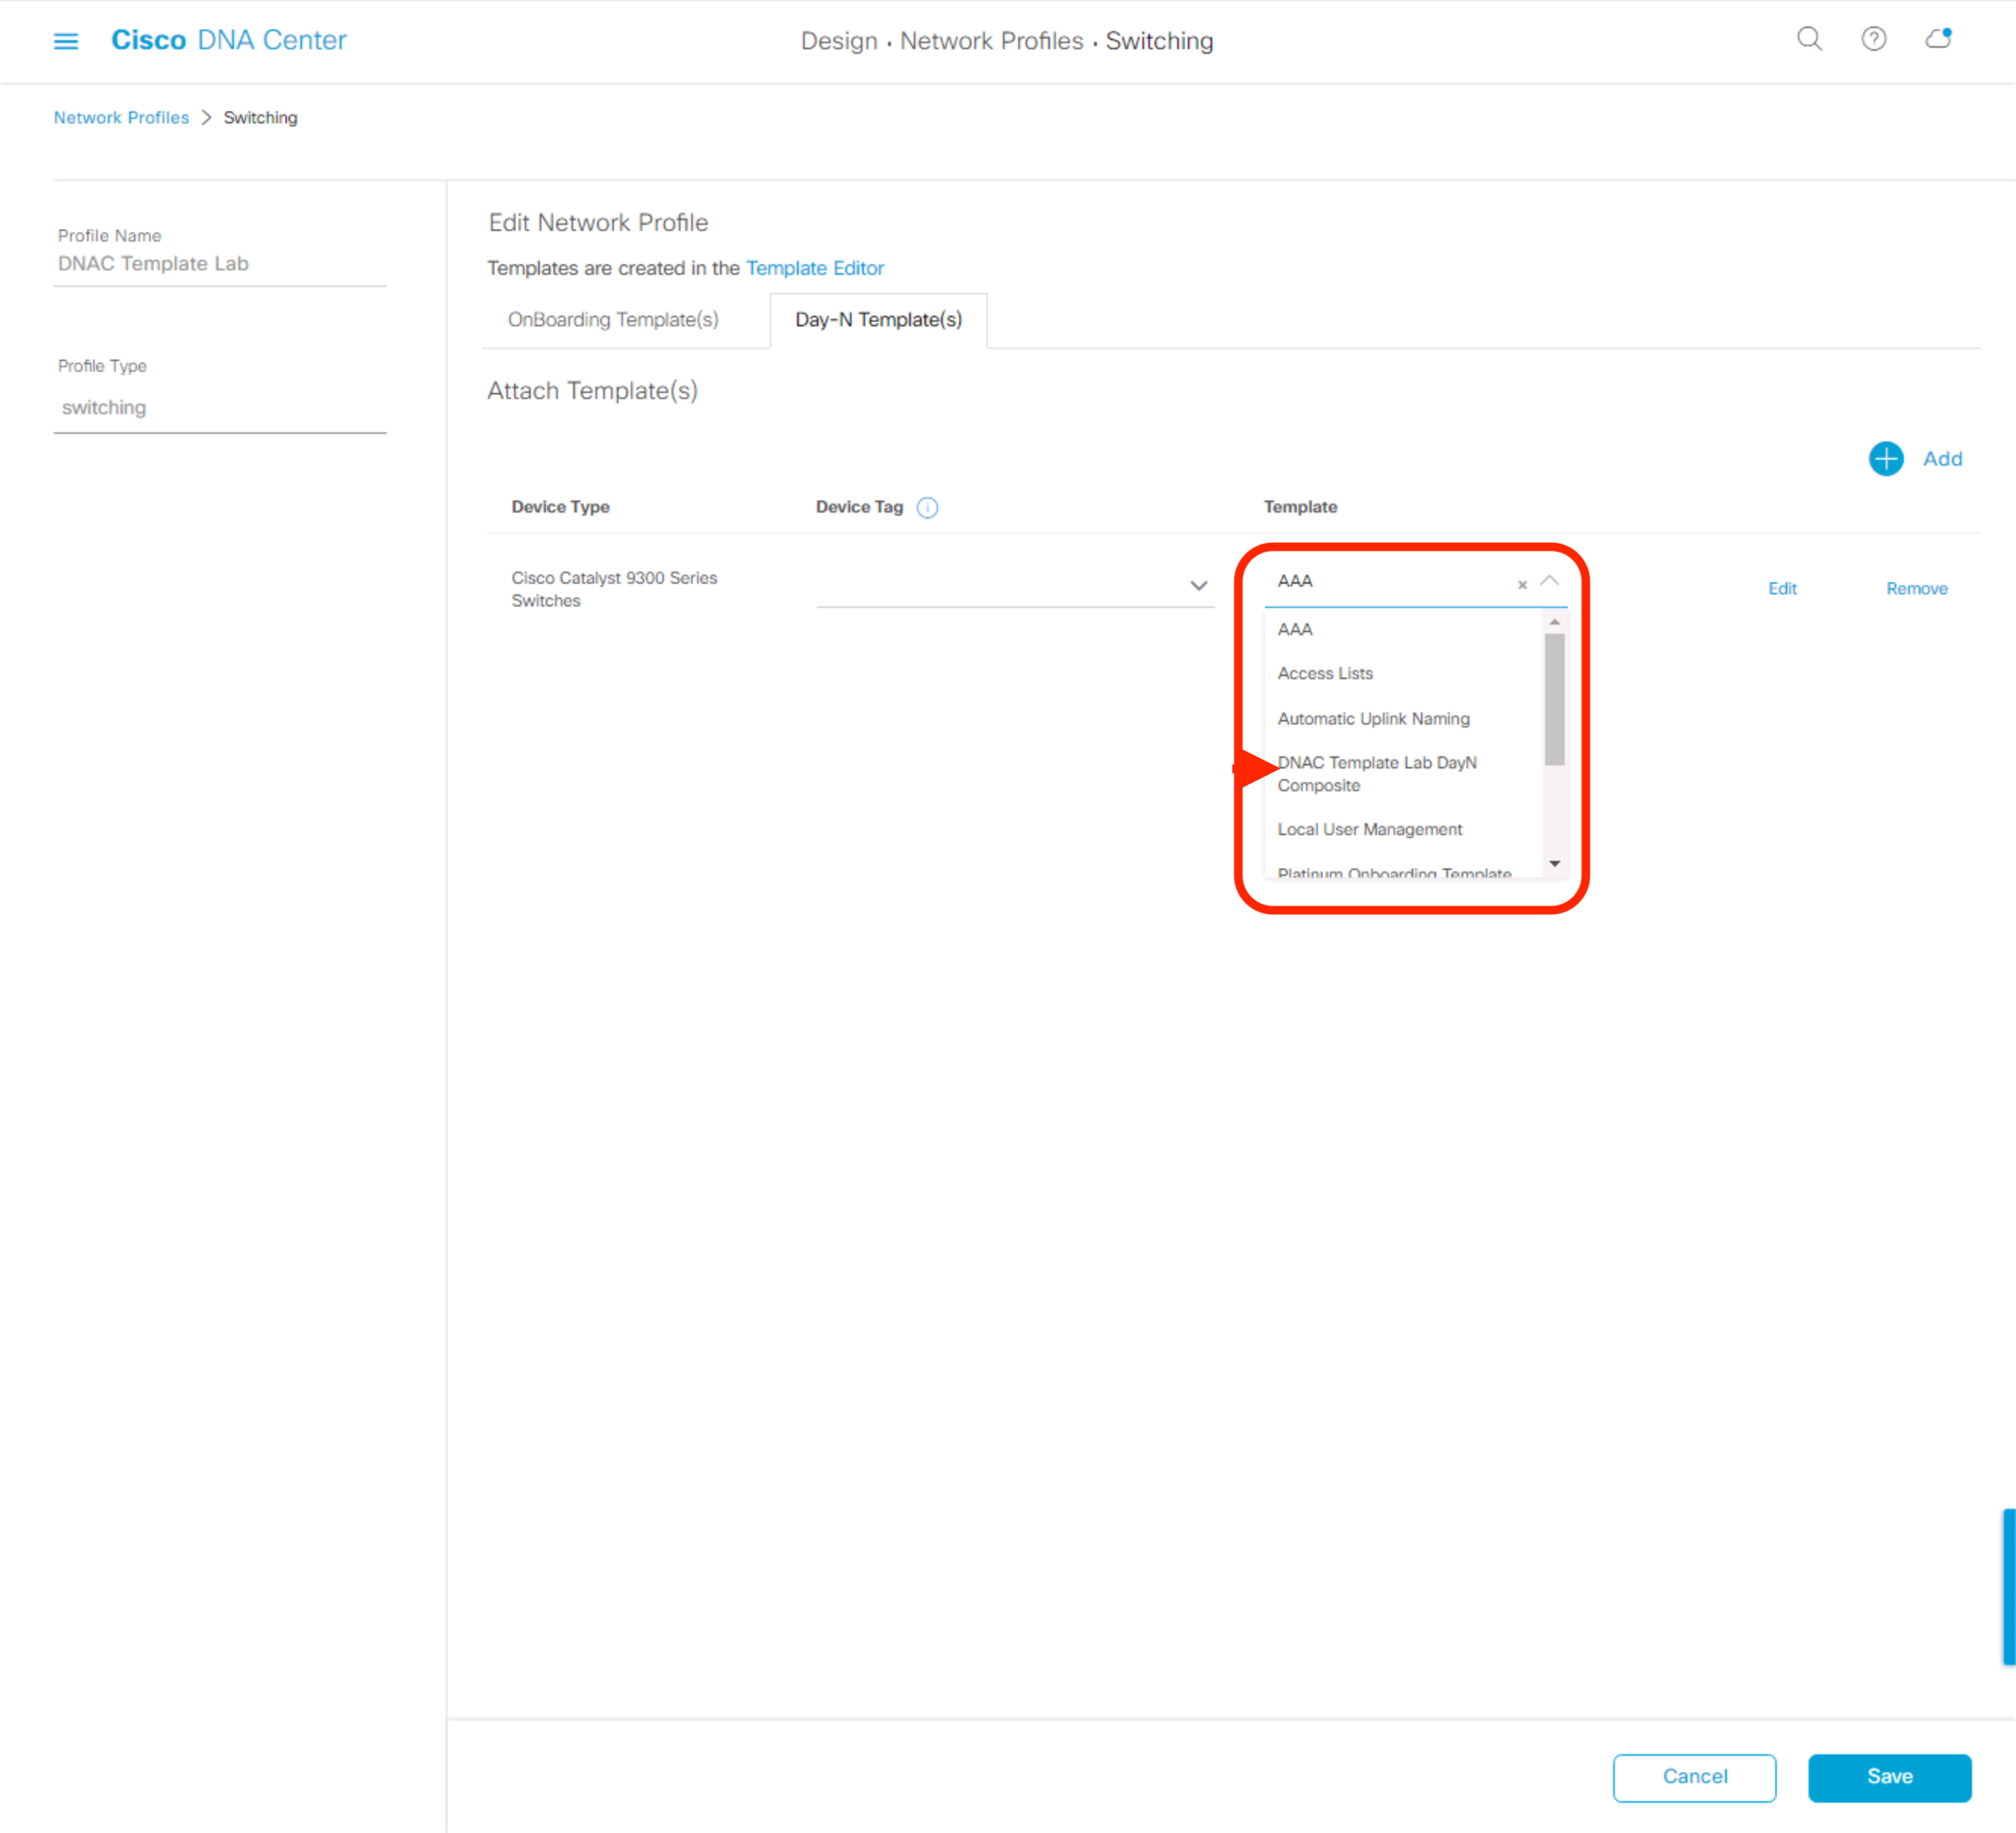 Cisco DNA Center
Design · Network Profiles · Switching
Network Profiles > Switching
Profile Name
DNAC Template Lab
Profile Type
switching
Edit Network Profile
Templates are created in the Template Editor
OnBoarding Template(s)
Day-N Template(s)
Attach Template(s)
Add
Device Type
Device Tag
Template
Cisco Catalyst 9300 Series
Switches
AAA
Edit
Remove
AAA
Access Lists
Automatic Uplink Naming
DNAC Template Lab DayN
Composite
Local User Management
Platinum Onboarding Template
Cancel
Save